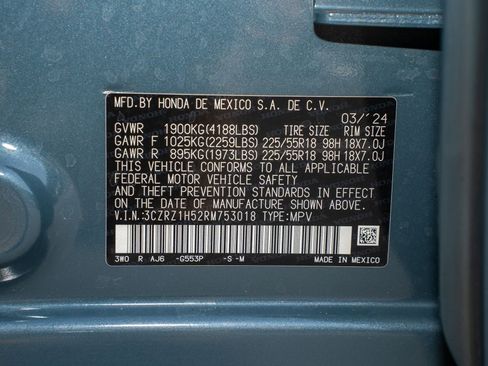 MFD.BY HONDA DE MEXICO S.A. DE C.V.
03/'24
GVWR 1900KG(4188LBS) TIRE SIZE RIM SIZE
GAWR F 1025KG(2259LBS) 225/55R18 98H 18X7.0J
GAWR R 895KG(1973LBS) 225/55R18 98H 18X7.0J
THIS VEHICLE CONFORMS TO ALL APPLICABLE
FEDERAL MOTOR VEHICLE SAFETY
AND THEFT PREVENTION STANDARDS IN EFFECT
ON THE DATE OF MANUFACTURE SHOWN ABOVE.
V.I.N.:3CZRZ1H52RM753018 TYPE:MPV
3W0 R AJ6 -G553P -S -M MADE IN MEXICO